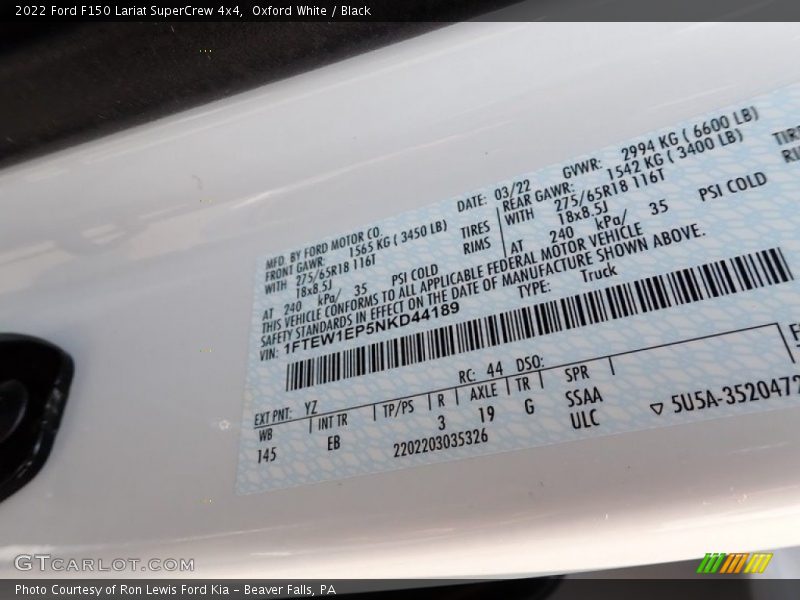 2022 Ford F150 Lariat SuperCrew 4x4,  Oxford White / Black
MFD. BY FORD MOTOR CO.
DATE: 03/22
GVWR: 2994 KG ( 6600 LB)
FRONT GAWR: 1565 KG ( 3450 LB)
REAR GAWR: 1542 KG ( 3400 LB)
WITH 275/65R18 116T TIRES
WITH 275/65R18 116T
18x8.5J RIMS
18x8.5J
AT 240 kPa/ 35 PSI COLD
AT 240 kPa/ 35 PSI COLD
THIS VEHICLE CONFORMS TO ALL APPLICABLE FEDERAL MOTOR VEHICLE
SAFETY STANDARDS IN EFFECT ON THE DATE OF MANUFACTURE SHOWN ABOVE.
VIN: 1FTEW1EP5NKD44189
TYPE: Truck
EXT PNT: YZ
RC: 44 DSO:
WB INT TR TP/PS R AXLE TR SPR
145 EB 3 19 G SSAA
2202203035326
ULC
5U5A-3520472
GTCARLOT.COM
Photo Courtesy of Ron Lewis Ford Kia – Beaver Falls, PA